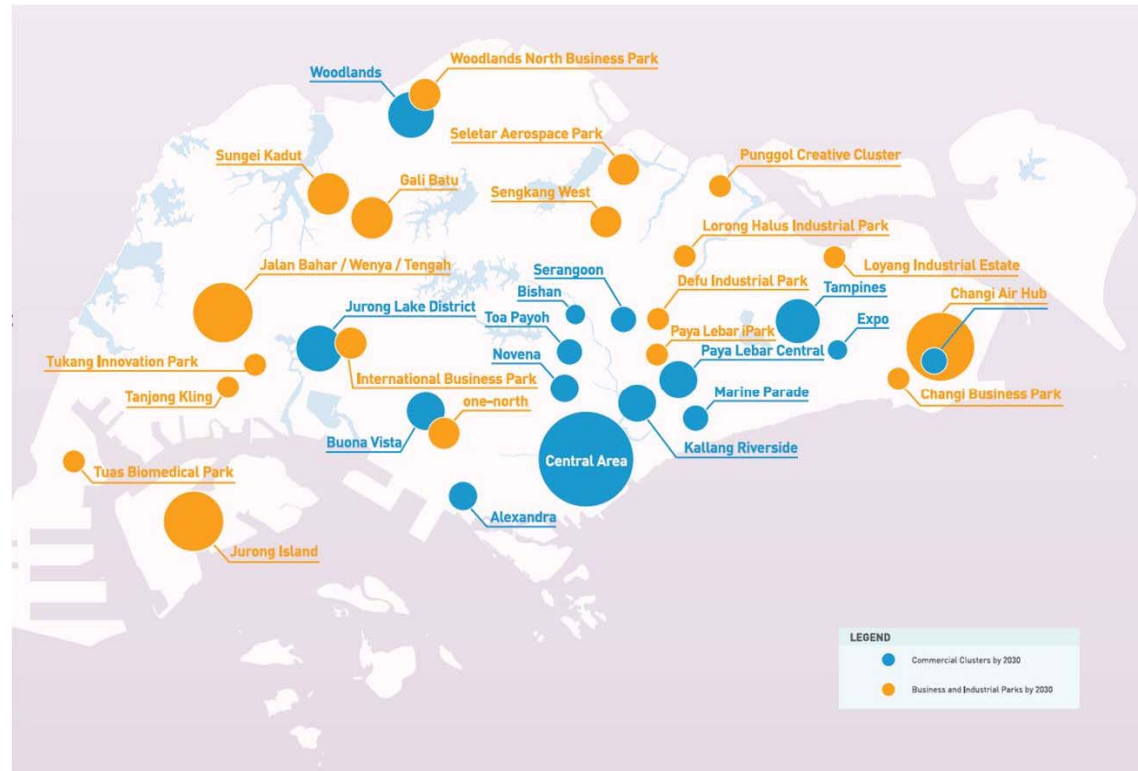 Woodlands North Business Park
Woodlands
Seletar Aerospace Park
Punggol Creative Cluster
Sungei Kadut
Gali Batu
Sengkang West
Lorong Halus Industrial Park
Jalan Bahar / Wenya / Tengah
Serangoon
Loyang Industrial Estate
Bishan
Defu Industrial Park
Tampines
Changi Air Hub
Jurong Lake District
Toa Payoh
Expo
Paya Lebar iPark
Tukang Innovation Park
Novena
Paya Lebar Central
International Business Park
Tanjong Kling
Marine Parade
Changi Business Park
one-north
Buona Vista
Kallang Riverside
Central Area
Tuas Biomedical Park
Alexandra
Jurong Island
LEGEND
Commercial Clusters by 2030
Business and Industrial Parks by 2030